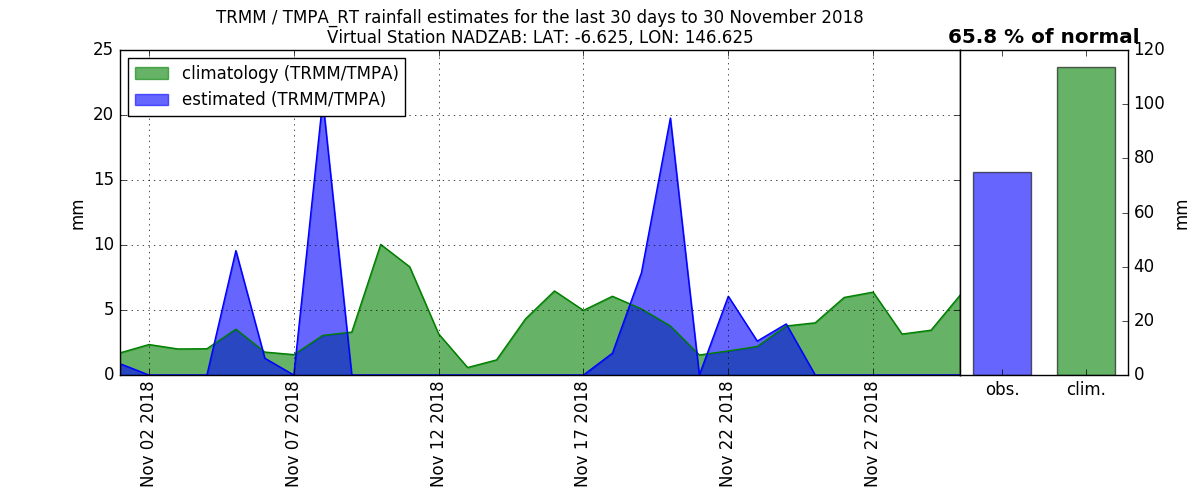 TRMM / TMPA_RT rainfall estimates for the last 30 days to 30 November 2018
Virtual Station NADZAB: LAT: -6.625, LON: 146.625
65.8 % of normal
climatology (TRMM/TMPA)
estimated (TRMM/TMPA)
25
20
15
10
5
0
mm
Nov 02 2018
Nov 07 2018
Nov 12 2018
Nov 17 2018
Nov 22 2018
Nov 27 2018
obs.
clim.
120
100
80
60
40
20
0
mm